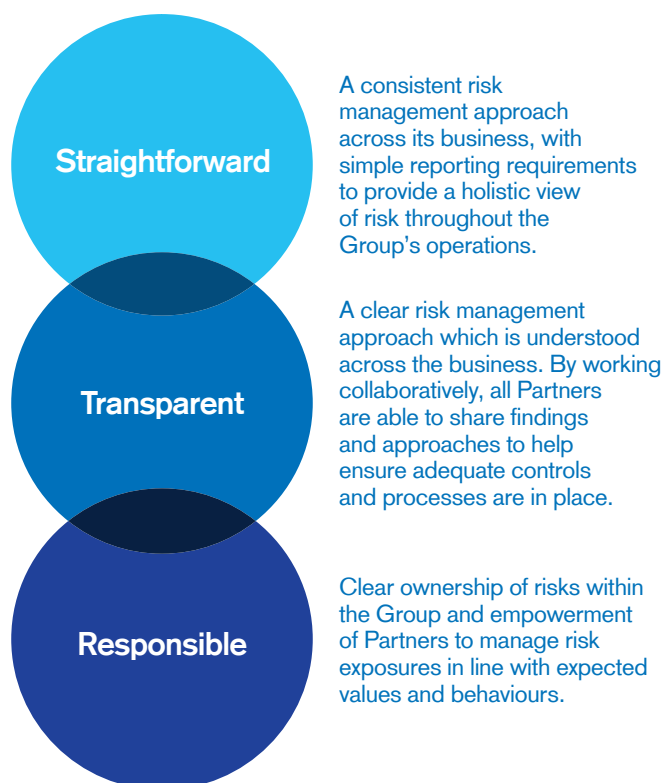 Straightforward
A consistent risk
management approach
across its business, with
simple reporting requirements
to provide a holistic view
of risk throughout the
Group’s operations.
Transparent
A clear risk management
approach which is understood
across the business. By working
collaboratively, all Partners
are able to share findings
and approaches to help
ensure adequate controls
and processes are in place.
Responsible
Clear ownership of risks within
the Group and empowerment
of Partners to manage risk
exposures in line with expected
values and behaviours.